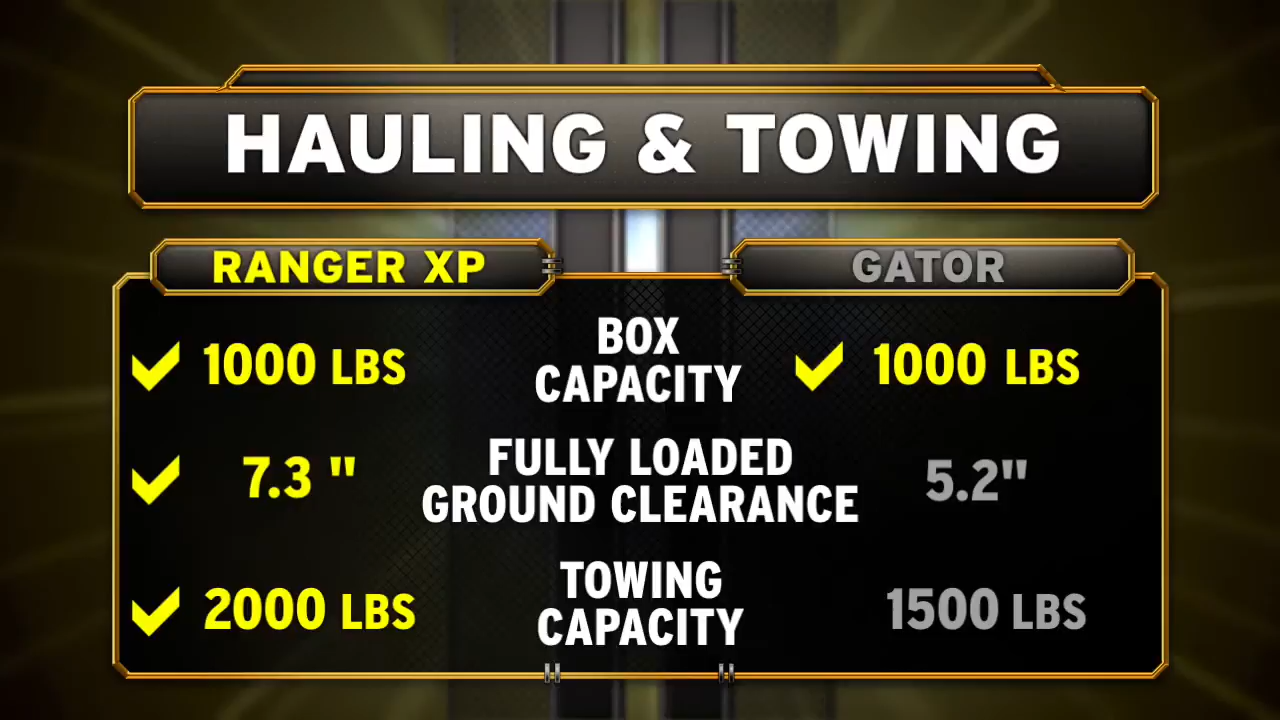 HAULING & TOWING
RANGER XP
GATOR
1000 LBS
BOX
CAPACITY
1000 LBS
7.3 "
FULLY LOADED
GROUND CLEARANCE
5.2"
2000 LBS
TOWING
CAPACITY
1500 LBS